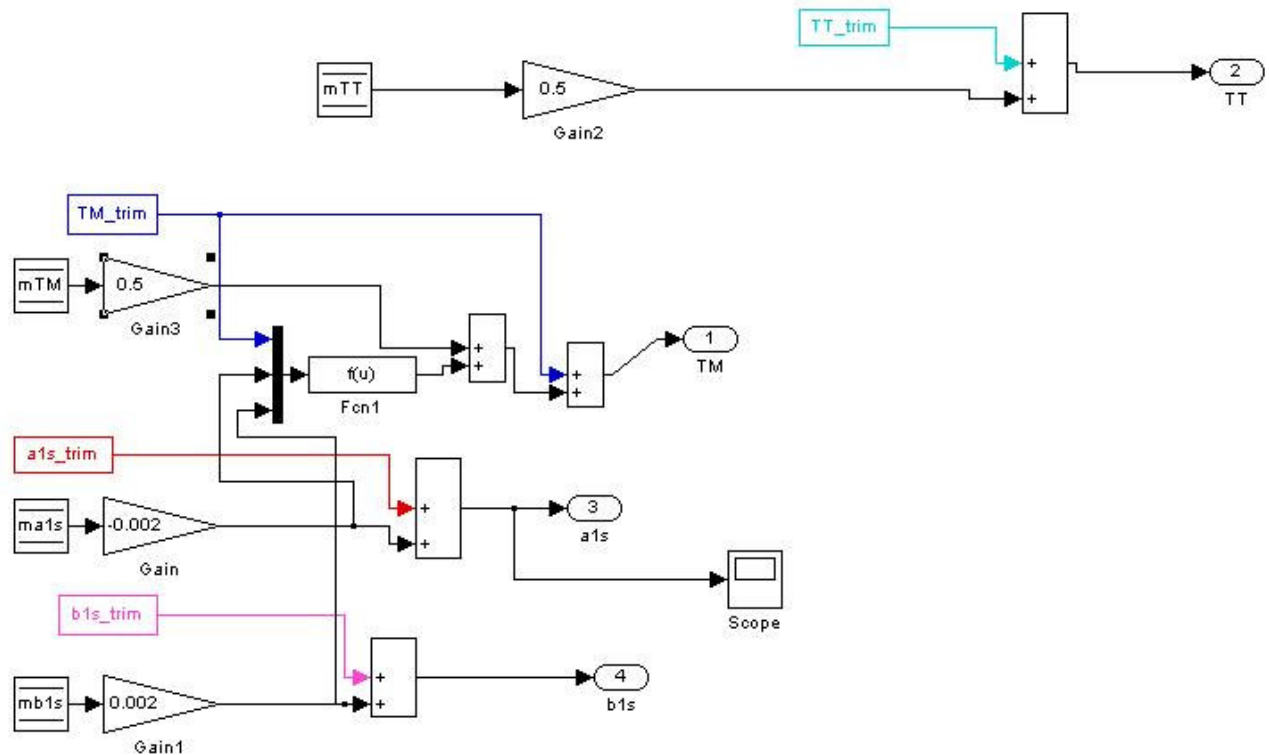 TT_trim
+
+
2
TT
mTT
0.5
Gain2
TM_trim
mTM
0.5
Gain3
f(u)
Fcn1
+
+
+
+
1
TM
a1s_trim
ma1s
-0.002
Gain
+
+
3
a1s
Scope
b1s_trim
mb1s
0.002
Gain1
+
+
4
b1s